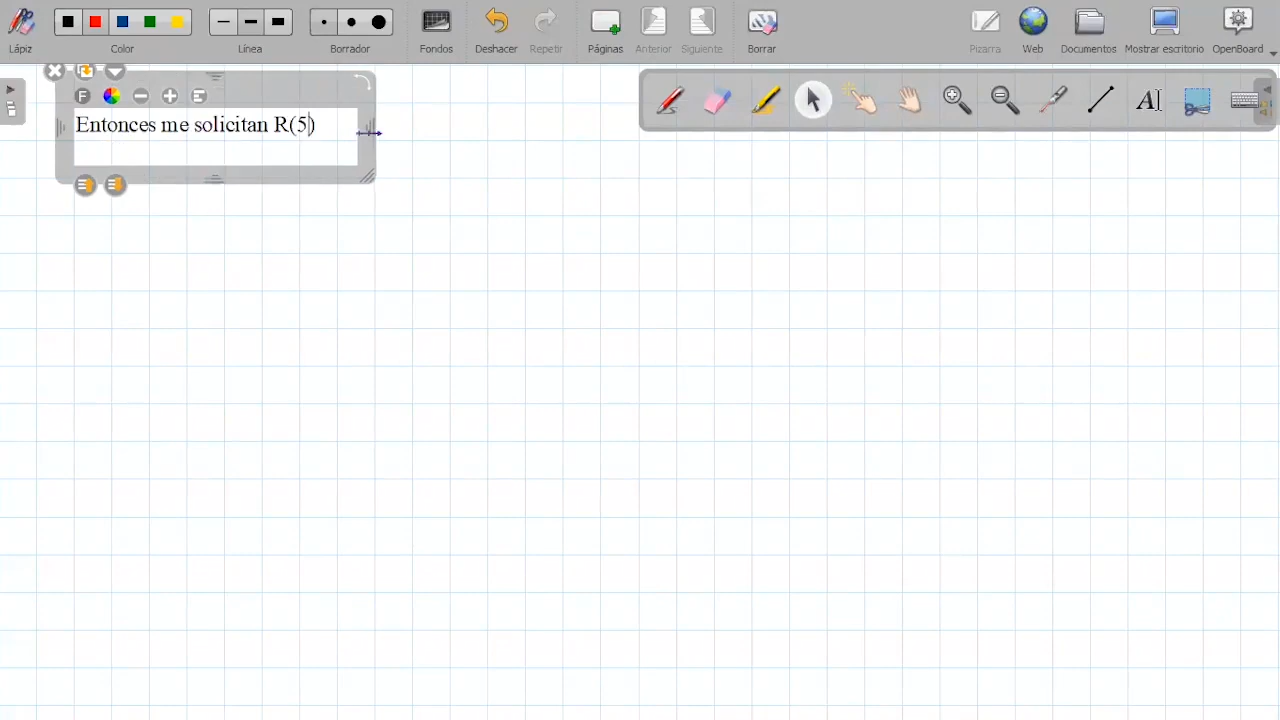 Lápiz
Color
Línea
Borrador
Fondos
Deshacer
Repetir
Páginas
Anterior
Siguiente
Borrar
Pizarra
Web
Documentos
Mostrar escritorio
OpenBoard
F
Entonces me solicitan R(5)
A